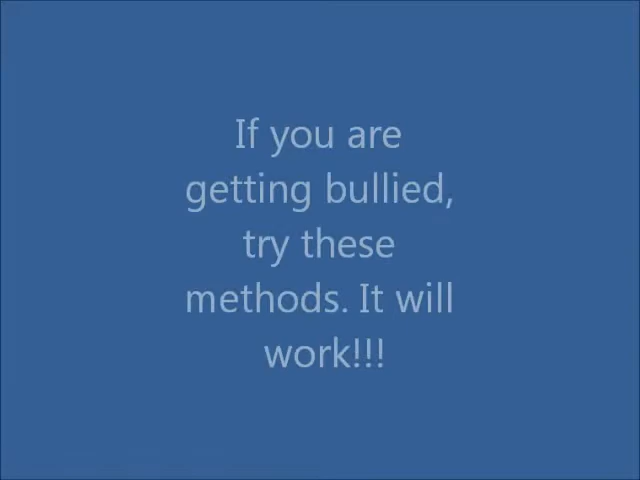 If you are
getting bullied,
try these
methods. It will
work!!!